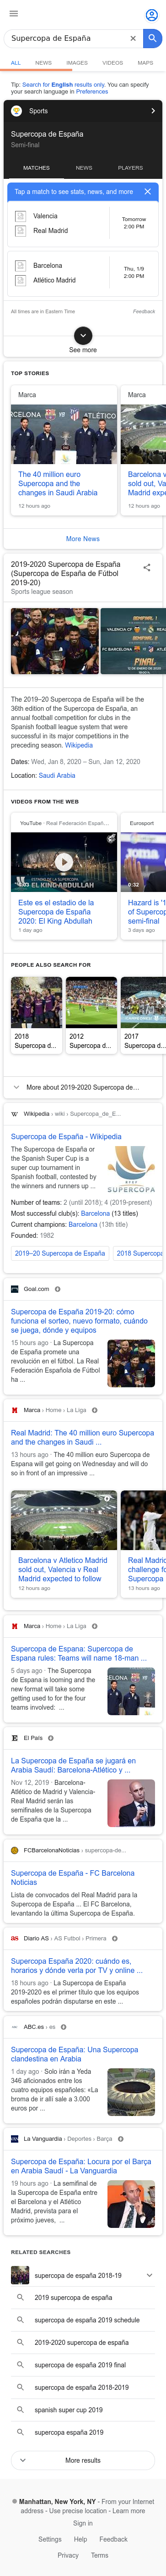 Supercopa de España
ALL NEWS IMAGES VIDEOS MAPS
Tip: Search for English results only. You can specify
your search language in Preferences
Sports
Supercopa de España
Semi-final
MATCHES NEWS PLAYERS
Tap a match to see stats, news, and more
Valencia
Real Madrid
Tomorrow
2:00 PM
Barcelona
Atlético Madrid
Thu, 1/9
2:00 PM
All times are in Eastern Time
Feedback
See more
TOP STORIES
Marca
The 40 million euro
Supercopa and the
changes in Saudi Arabia
12 hours ago
Marca
Barcelona v
sold out, Va
Madrid expe
12 hours ago
More News
2019-2020 Supercopa de España
(Supercopa de España de Fútbol
2019-20)
Sports league season
The 2019–20 Supercopa de España will be the
36th edition of the Supercopa de España, an
annual football competition for clubs in the
Spanish football league system that were
successful in its major competitions in the
preceding season. Wikipedia
Dates: Wed, Jan 8, 2020 – Sun, Jan 12, 2020
Location: Saudi Arabia
VIDEOS FROM THE WEB
YouTube · Real Federación Españ...
EL KING ABDULLAH
Este es el estadio de la
Supercopa de España
2020: El King Abdullah
1 day ago
Eurosport
0:32
Hazard is '1
of Supercop
semi-final
3 days ago
PEOPLE ALSO SEARCH FOR
2018
Supercopa d...
2012
Supercopa d...
2017
Supercopa d...
More about 2019-2020 Supercopa de...
Wikipedia › wiki › Supercopa_de_E...
Supercopa de España - Wikipedia
The Supercopa de España or
the Spanish Super Cup is a
super cup tournament in
Spanish football, contested by
the winners and runners up ...
SUPERCOPA
Number of teams: 2 (until 2018); 4 (2019-present)
Most successful club(s): Barcelona (13 titles)
Current champions: Barcelona (13th title)
Founded: 1982
2019–20 Supercopa de España
2018 Supercopa
Goal.com
Supercopa de España 2019-20: cómo
funciona el sorteo, nuevo formato, cuándo
se juega, dónde y equipos
15 hours ago · La Supercopa
de España promete una
revolución en el fútbol. La Real
Federación Española de Fútbol
ha ...
Marca › Home › La Liga
Real Madrid: The 40 million euro Supercopa
and the changes in Saudi ...
12 hours ago · The 40 million euro Supercopa de
Espana will get going on Wednesday and will do
so in front of an impressive ...
Barcelona v Atletico Madrid
sold out, Valencia v Real
Madrid expected to follow
12 hours ago
Real Madrid
challenge fo
Supercopa
13 hours ago
Marca › Home › La Liga
Supercopa de Espana: Supercopa de
Espana rules: Teams will name 18-man ...
5 days ago · The Supercopa
de Espana is looming and the
new format will take some
getting used to for the four
teams involved: ...
El País
La Supercopa de España se jugará en
Arabia Saudí: Barcelona-Atlético y ...
Nov 12, 2019 · Barcelona-
Atlético de Madrid y Valencia-
Real Madrid serán las
semifinales de la Supercopa
de España que la ...
FCBarcelonaNoticias › supercopa-de...
Supercopa de España - FC Barcelona
Noticias
Lista de convocados del Real Madrid para la
Supercopa de España ... El FC Barcelona,
levantando la última Supercopa de España.
Diario AS › AS Futbol › Primera
Supercopa España 2020: cuándo es,
horarios y dónde verla por TV y online ...
18 hours ago · La Supercopa de España
2019-2020 es el primer título que los equipos
españoles podrán disputarse en este ...
ABC.es › es
Supercopa de España: Una Supercopa
clandestina en Arabia
1 day ago · Solo irán a Yeda
346 aficionados entre los
cuatro equipos españoles: «La
broma de ir allí sale a 3.000
euros por ...
La Vanguardia › Deportes › Barça
Supercopa de España: Locura por el Barça
en Arabia Saudí - La Vanguardia
19 hours ago · La semifinal de
la Supercopa de España entre
el Barcelona y el Atlético
Madrid, prevista para el
próximo jueves, ...
RELATED SEARCHES
supercopa de españa 2018-19
2019 supercopa de españa
supercopa de españa 2019 schedule
2019-2020 supercopa de españa
supercopa de españa 2019 final
supercopa de españa 2018-2019
spanish super cup 2019
supercopa españa 2019
More results
Manhattan, New York, NY - From your Internet
address - Use precise location - Learn more
Sign in
Settings Help Feedback
Privacy Terms